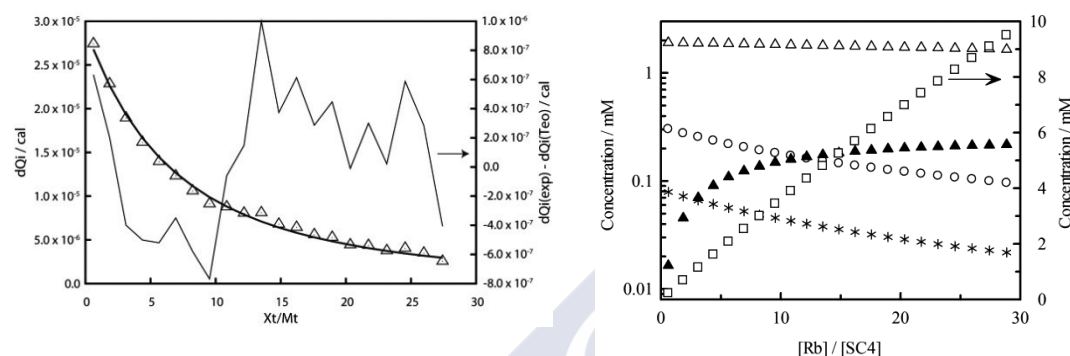 dQi / cal
3.0 x 10⁻⁵
2.5 x 10⁻⁵
2.0 x 10⁻⁵
1.5 x 10⁻⁵
1.0 x 10⁻⁵
5.0 x 10⁻⁶
0.0
0 5 10 15 20 25 30
Xt/Mt
1.0 x 10⁻⁶
8.0 x 10⁻⁷
6.0 x 10⁻⁷
4.0 x 10⁻⁷
2.0 x 10⁻⁷
0.0
-2.0 x 10⁻⁷
-4.0 x 10⁻⁷
-6.0 x 10⁻⁷
-8.0 x 10⁻⁷
dQi(exp) - dQi(Teo) / cal
Concentration / mM
1
0.1
0.01
0 10 20 30
[Rb] / [SC4]
10
8
6
4
2
0
Concentration / mM